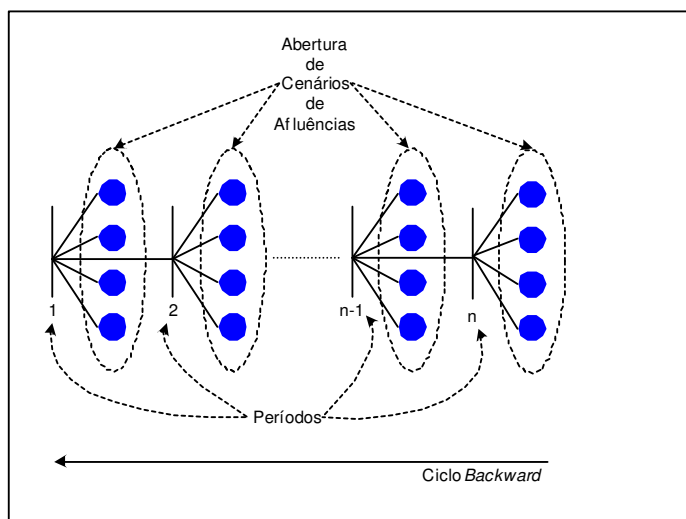 Abertura
de
Cenários
de
Afluências
1
2
n-1
n
Períodos
Ciclo Backward